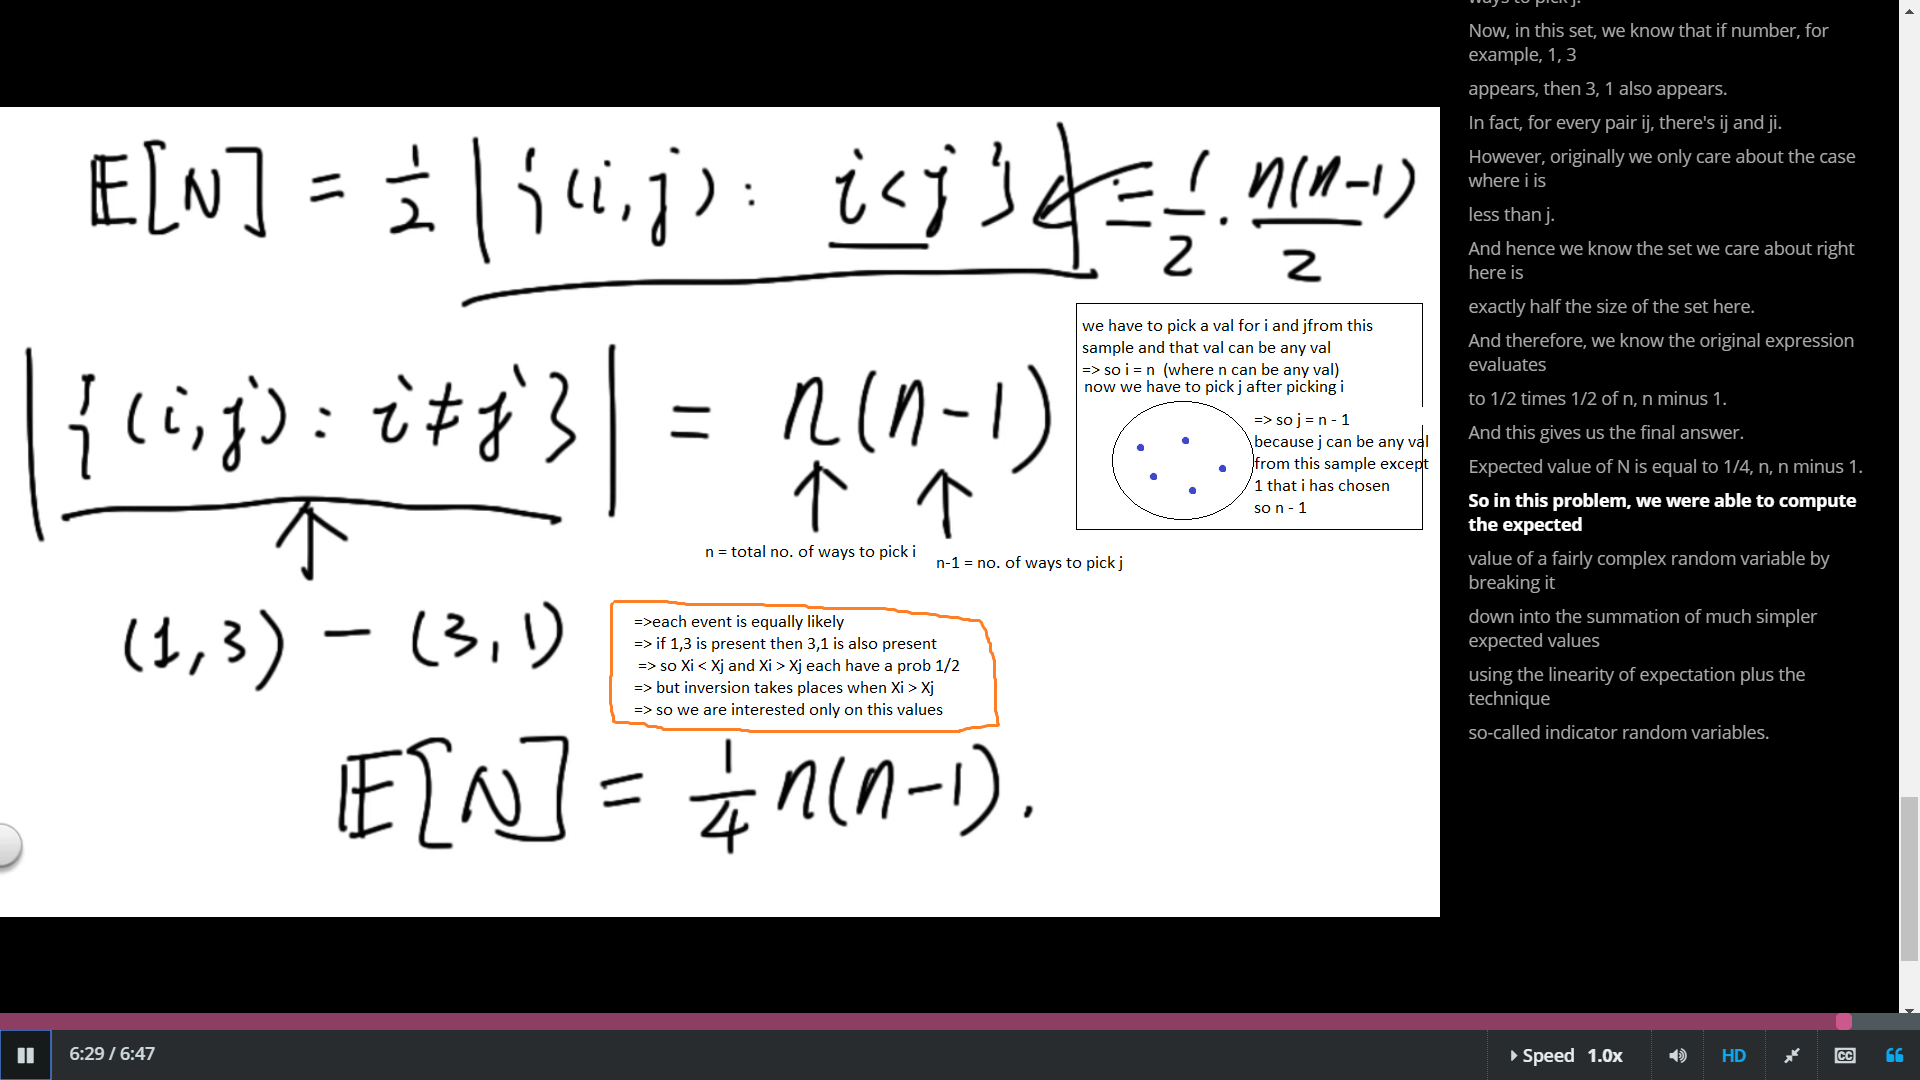 E[N] = 1/2 |{(i,j): i<j}| = 1/2 · n(n-1)/2
|{(i,j): i≠j}| = n(n-1)
we have to pick a val for i and jfrom this
sample and that val can be any val
=> so i = n (where n can be any val)
now we have to pick j after picking i
=> so j = n - 1
because j can be any val
from this sample except
1 that i has chosen
so n - 1
n = total no. of ways to pick i
n-1 = no. of ways to pick j
(1,3) - (3,1)
=>each event is equally likely
=> if 1,3 is present then 3,1 is also present
=> so Xi < Xj and Xi > Xj each have a prob 1/2
=> but inversion takes places when Xi > Xj
=> so we are interested only on this values
E[N] = 1/4 n(n-1).
ways to pick j.
Now, in this set, we know that if number, for
example, 1, 3
appears, then 3, 1 also appears.
In fact, for every pair ij, there's ij and ji.
However, originally we only care about the case
where i is
less than j.
And hence we know the set we care about right
here is
exactly half the size of the set here.
And therefore, we know the original expression
evaluates
to 1/2 times 1/2 of n, n minus 1.
And this gives us the final answer.
Expected value of N is equal to 1/4, n, n minus 1.
So in this problem, we were able to compute
the expected
value of a fairly complex random variable by
breaking it
down into the summation of much simpler
expected values
using the linearity of expectation plus the
technique
so-called indicator random variables.
6:29 / 6:47
Speed 1.0x
HD
CC